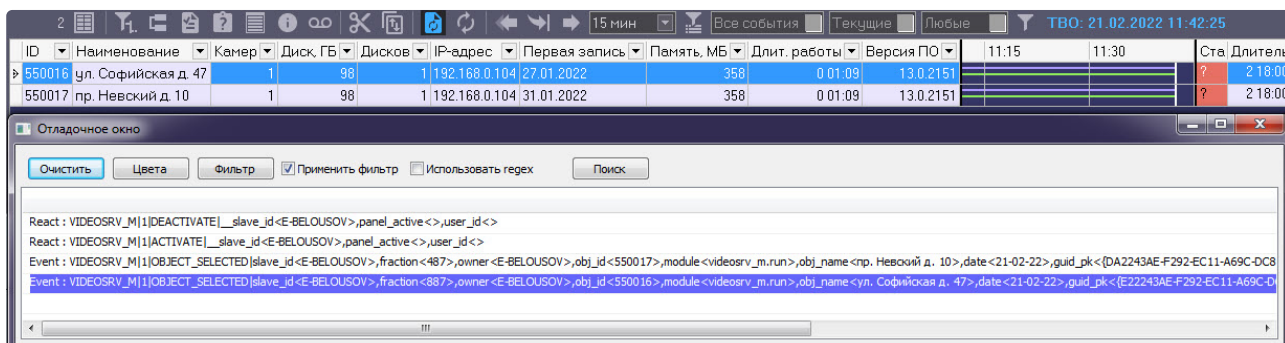 2 15 мин Все события Текущие Любые ТВО: 21.02.2022 11:42:25
ID Наименование Камер Диск, ГБ Дисков IP-адрес Первая запись Память, МБ Длит. работы Версия ПО 11:15 11:30 Ста Длитель
550016 ул. Софийская д. 47 1 98 1 192.168.0.104 27.01.2022 358 0 01:09 13.0.2151 ? 2 18:00
550017 пр. Невский д. 10 1 98 1 192.168.0.104 31.01.2022 358 0 01:09 13.0.2151 ? 2 18:00
Отладочное окно
Очистить Цвета Фильтр Применить фильтр Использовать regex Поиск
React : VIDEOSRV_M|1|DEACTIVATE|__slave_id<E-BELOUSOV>,panel_active<>,user_id<>
React : VIDEOSRV_M|1|ACTIVATE|__slave_id<E-BELOUSOV>,panel_active<>,user_id<>
Event : VIDEOSRV_M|1|OBJECT_SELECTED|slave_id<E-BELOUSOV>,fraction<487>,owner<E-BELOUSOV>,obj_id<550017>,module<videosrv_m.run>,obj_name<пр. Невский д. 10>,date<21-02-22>,guid_pk<{DA2243AE-F292-EC11-A69C-DC8
Event : VIDEOSRV_M|1|OBJECT_SELECTED|slave_id<E-BELOUSOV>,fraction<887>,owner<E-BELOUSOV>,obj_id<550016>,module<videosrv_m.run>,obj_name<ул. Софийская д. 47>,date<21-02-22>,guid_pk<{E22243AE-F292-EC11-A69C-D